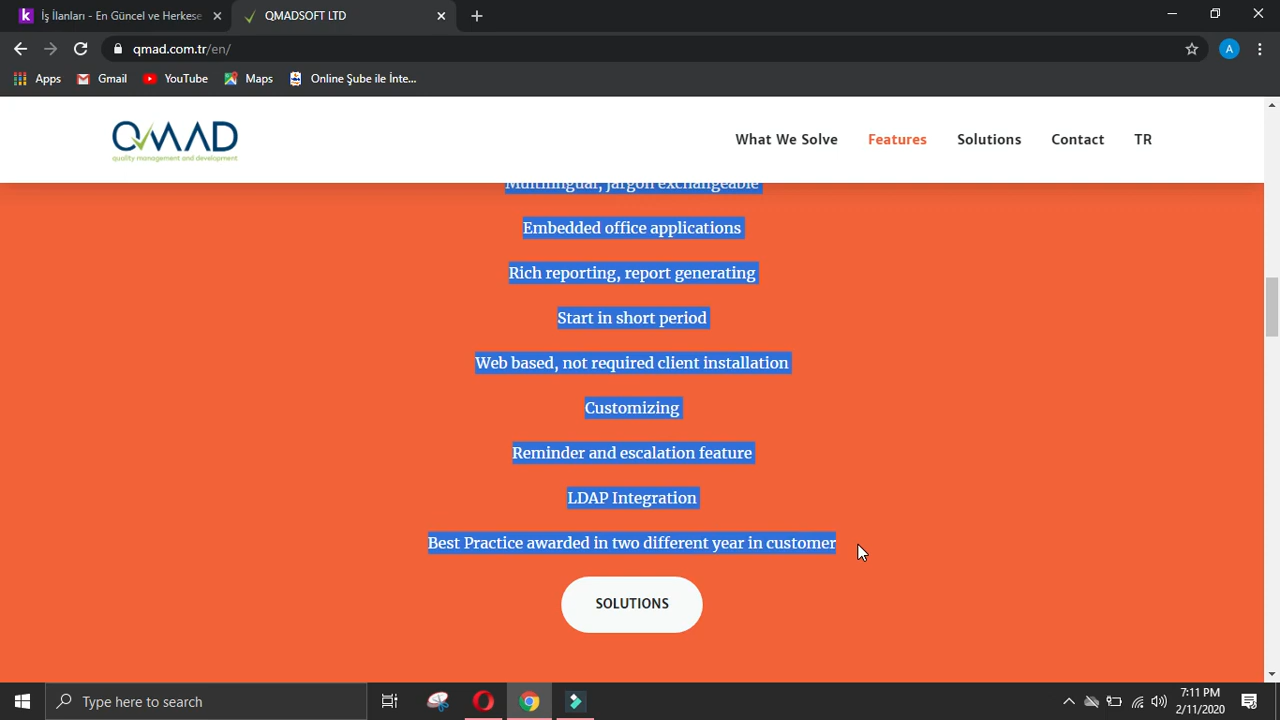 İş İlanları - En Güncel ve Herkese
QMADSOFT LTD
qmad.com.tr/en/
A
Apps
Gmail
YouTube
Maps
Online Şube ile İnte...
QMAD
quality management and development
What We Solve
Features
Solutions
Contact
TR
Multilingual, jargon exchangeable
Embedded office applications
Rich reporting, report generating
Start in short period
Web based, not required client installation
Customizing
Reminder and escalation feature
LDAP Integration
Best Practice awarded in two different year in customer
SOLUTIONS
Type here to search
7:11 PM
2/11/2020